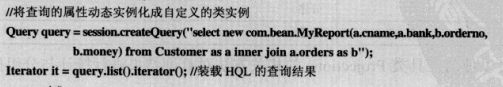 //将查询的属性动态实例化成自定义的类实例
Query query = session.createQuery("select new com.bean.MyReport(a.cname,a.bank,b.orderno,
b.money) from Customer as a inner join a.orders as b");
Iterator it = query.list().iterator(); //装载 HQL 的查询结果